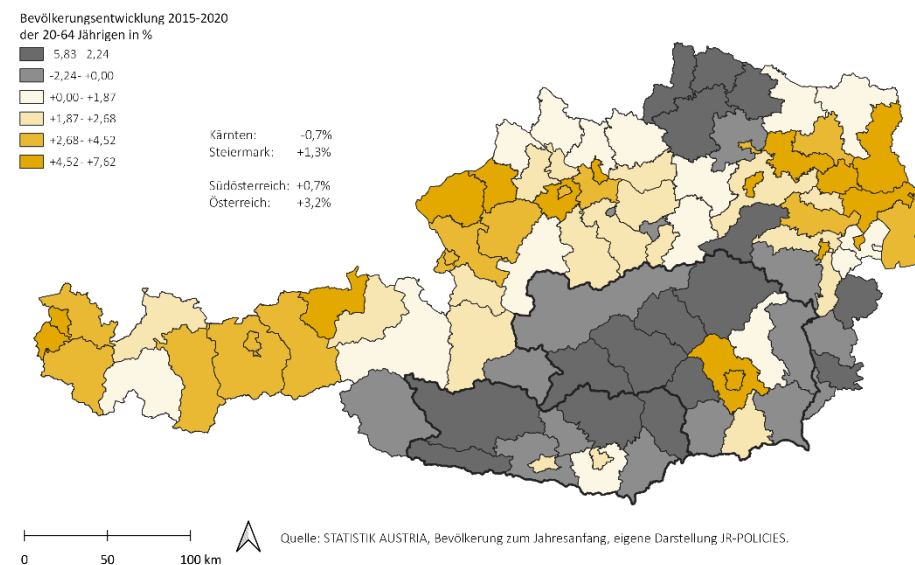 Bevölkerungsentwicklung 2015-2020
der 20-64 Jährigen in %
5,83 2,24
-2,24- +0,00
+0,00- +1,87
+1,87- +2,68
+2,68- +4,52
+4,52- +7,62
Kärnten: -0,7%
Steiermark: +1,3%
Südösterreich: +0,7%
Österreich: +3,2%
0 50 100 km
Quelle: STATISTIK AUSTRIA, Bevölkerung zum Jahresanfang, eigene Darstellung JR-POLICIES.